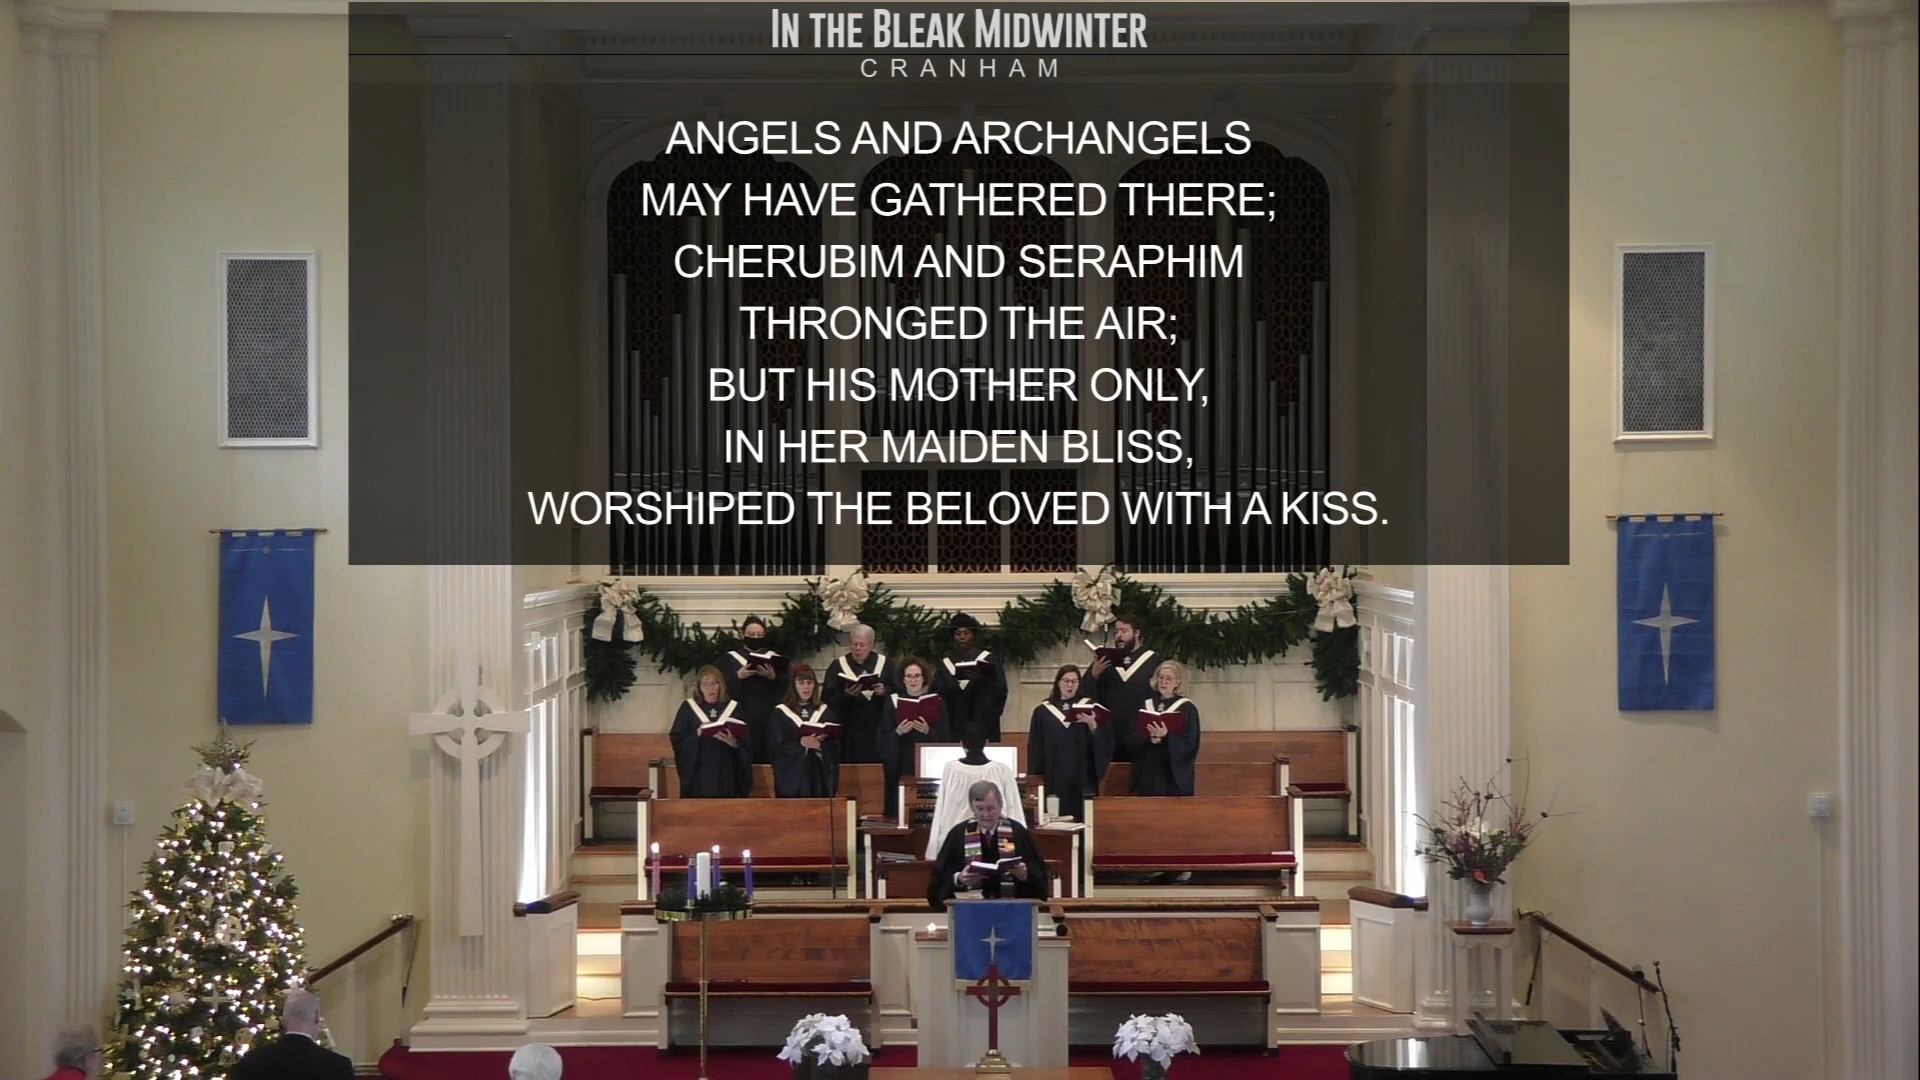 IN THE BLEAK MIDWINTER
CRANHAM
ANGELS AND ARCHANGELS
MAY HAVE GATHERED THERE;
CHERUBIM AND SERAPHIM
THRONGED THE AIR;
BUT HIS MOTHER ONLY,
IN HER MAIDEN BLISS,
WORSHIPED THE BELOVED WITH A KISS.